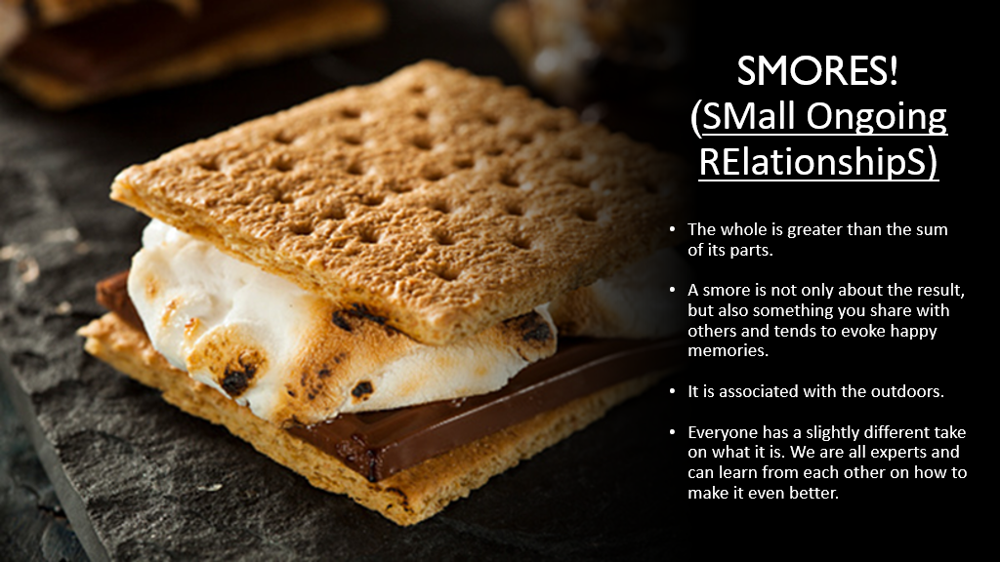 SMORES!
(SMall Ongoing
RElationshipS)
• The whole is greater than the sum
of its parts.
• A smore is not only about the result,
but also something you share with
others and tends to evoke happy
memories.
• It is associated with the outdoors.
• Everyone has a slightly different take
on what it is. We are all experts and
can learn from each other on how to
make it even better.